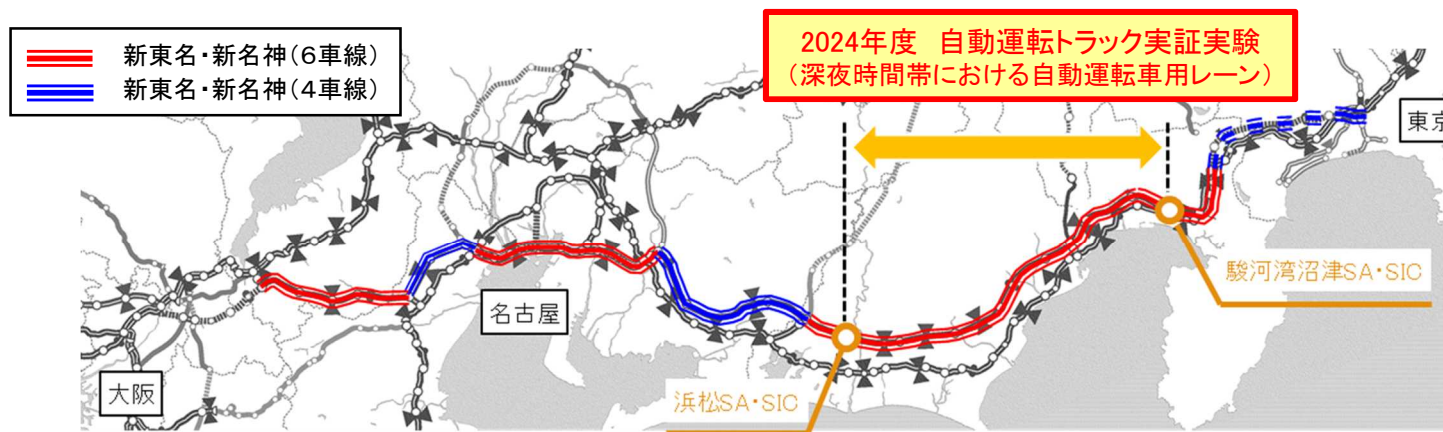 新東名・新名神(6車線)
新東名・新名神(4車線)
2024年度 自動運転トラック実証実験
(深夜時間帯における自動運転車用レーン)
東京
駿河湾沼津SA・SIC
名古屋
浜松SA・SIC
大阪